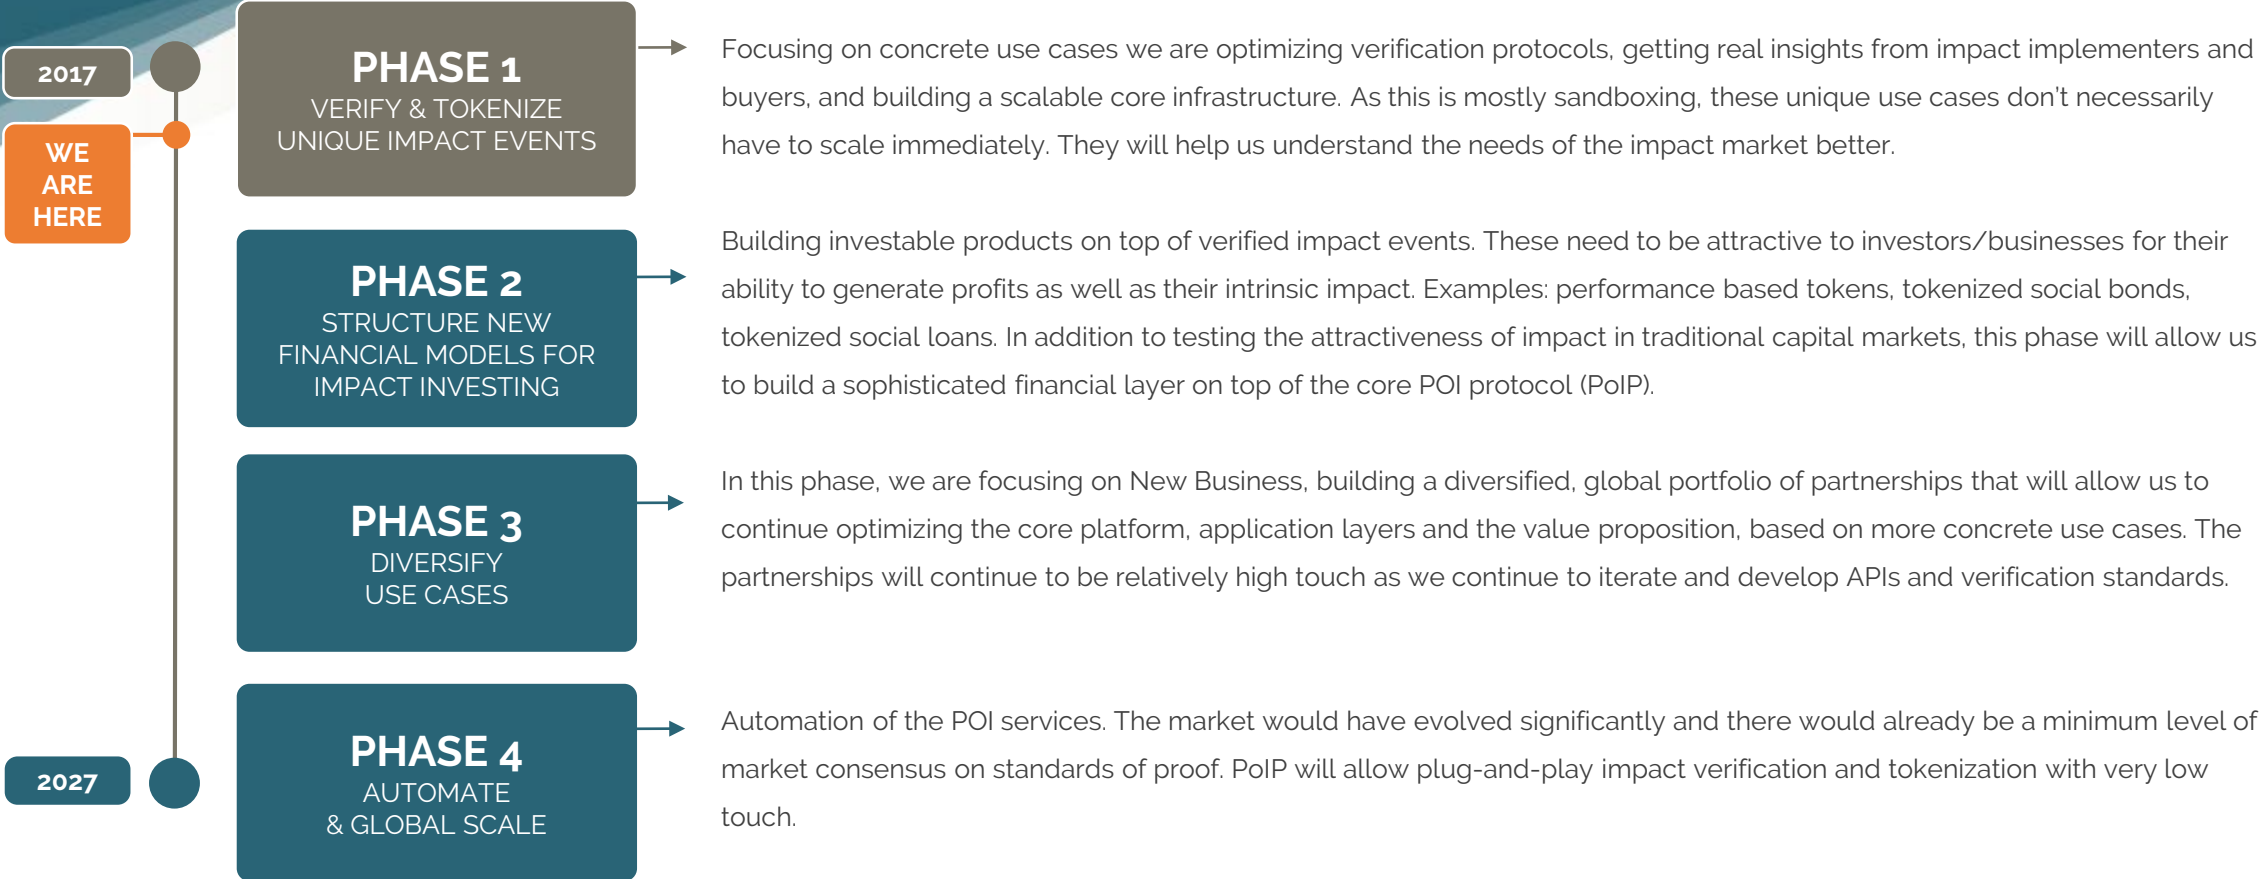 2017
WE
ARE
HERE
PHASE 1
VERIFY & TOKENIZE
UNIQUE IMPACT EVENTS
Focusing on concrete use cases we are optimizing verification protocols, getting real insights from impact implementers and
buyers, and building a scalable core infrastructure. As this is mostly sandboxing, these unique use cases don’t necessarily
have to scale immediately. They will help us understand the needs of the impact market better.
PHASE 2
STRUCTURE NEW
FINANCIAL MODELS FOR
IMPACT INVESTING
Building investable products on top of verified impact events. These need to be attractive to investors/businesses for their
ability to generate profits as well as their intrinsic impact. Examples: performance based tokens, tokenized social bonds,
tokenized social loans. In addition to testing the attractiveness of impact in traditional capital markets, this phase will allow us
to build a sophisticated financial layer on top of the core POI protocol (PoIP).
PHASE 3
DIVERSIFY
USE CASES
In this phase, we are focusing on New Business, building a diversified, global portfolio of partnerships that will allow us to
continue optimizing the core platform, application layers and the value proposition, based on more concrete use cases. The
partnerships will continue to be relatively high touch as we continue to iterate and develop APIs and verification standards.
2027
PHASE 4
AUTOMATE
& GLOBAL SCALE
Automation of the POI services. The market would have evolved significantly and there would already be a minimum level of
market consensus on standards of proof. PoIP will allow plug-and-play impact verification and tokenization with very low
touch.